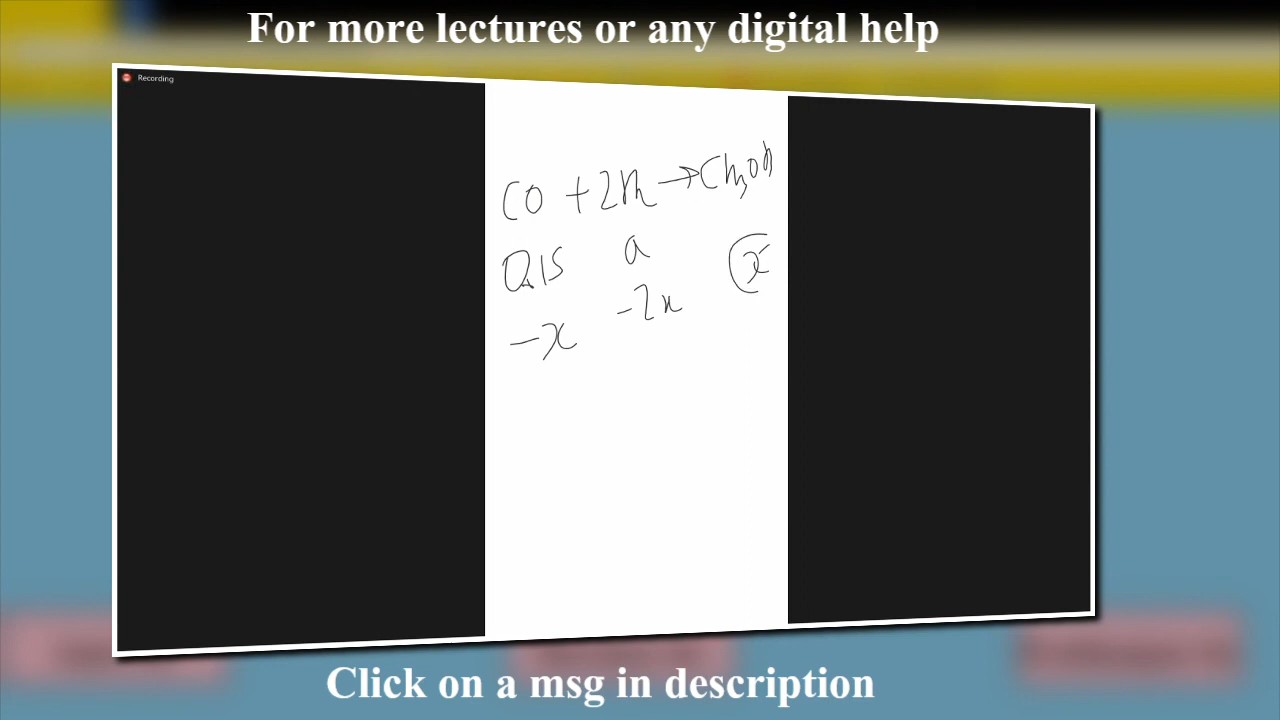 For more lectures or any digital help
Recording
CO + 2H₂ → CH₃OH
0.15 a x
-x -2x
Click on a msg in description